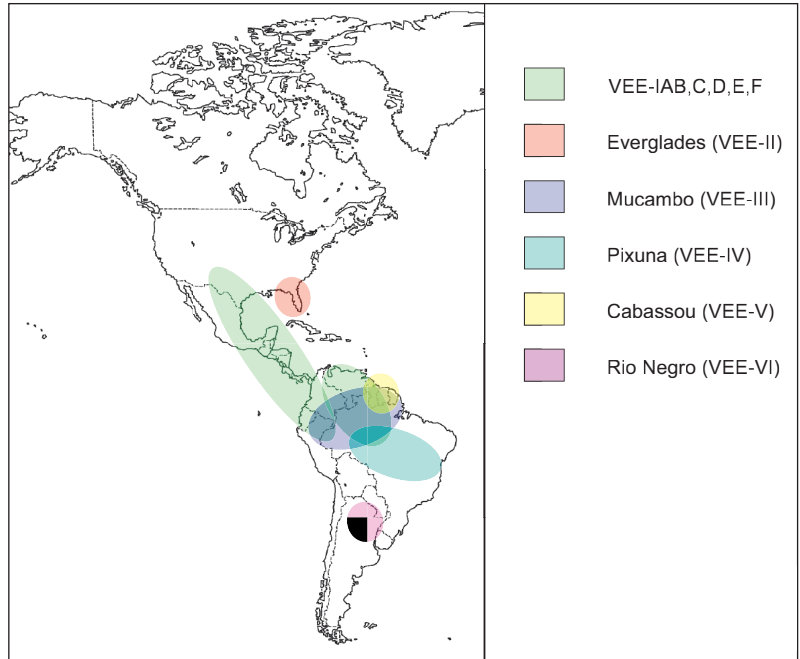 VEE-IAB,C,D,E,F
Everglades (VEE-II)
Mucambo (VEE-III)
Pixuna (VEE-IV)
Cabassou (VEE-V)
Rio Negro (VEE-VI)